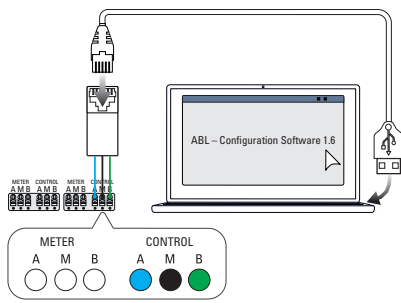 ABL – Configuration Software 1.6
METER CONTROL METER CONTROL
A M B A M B A M B A M B
METER CONTROL
A M B A M B